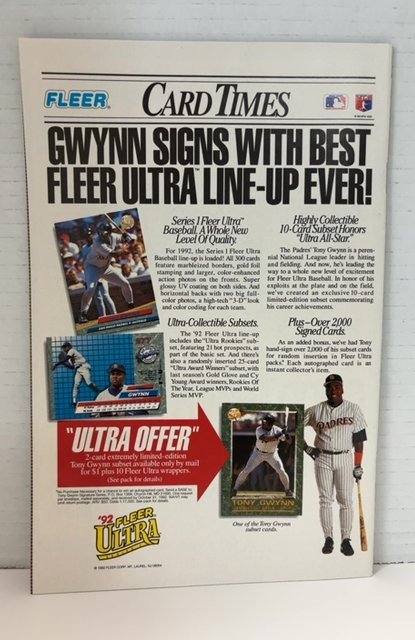 FLEER
CARD TIMES
GWYNN SIGNS WITH BEST
FLEER ULTRA™ LINE-UP EVER!
Series 1 Fleer Ultra™
Baseball. A Whole New
Level Of Quality.
For 1992, the Series 1 Fleer Ultra
Baseball line-up is loaded! All 300 cards
feature marbleized borders, gold foil
stamping and larger, color-enhanced
action photos on the fronts. Super
glossy UV coating on both sides. And
horizontal backs with two big full-
color photos, a high-tech "3-D" look
and color coding for each team.
Highly Collectible
10-Card Subset Honors
"Ultra All-Star."
The Padres' Tony Gwynn is a peren-
nial National League leader in hitting
and fielding. And now, he's leading the
way to a whole new level of excitement
for Fleer Ultra Baseball. In honor of his
exploits at the plate and on the field,
we've created an exclusive 10-card
limited-edition subset commemorating
his career achievements.
Ultra-Collectible Subsets.
The '92 Fleer Ultra line-up
includes the "Ultra Rookies" sub-
set, featuring 21 hot prospects, as
part of the basic set. And there's
also a randomly inserted 25-card
"Ultra Award Winners" subset, with
last season's Gold Glove and Cy
Young Award winners, Rookies Of
The Year, League MVPs and World
Series MVP.
Plus—Over 2,000
Signed Cards.
As an added bonus, we've had Tony
hand-sign over 2,000 of his subset cards
for random insertion in Fleer Ultra
packs.* Each autographed card is an
instant collector's item.
GWYNN
"ULTRA OFFER"
2-card extremely limited-edition
Tony Gwynn subset available only by mail
for $1 plus 10 Fleer Ultra wrappers.
(See pack for details)
TONY GWYNN
PADRES
One of the Tony Gwynn
subset cards.
'92 FLEER
ULTRA
© 1992 FLEER CORP. MT. LAUREL, NJ 08054